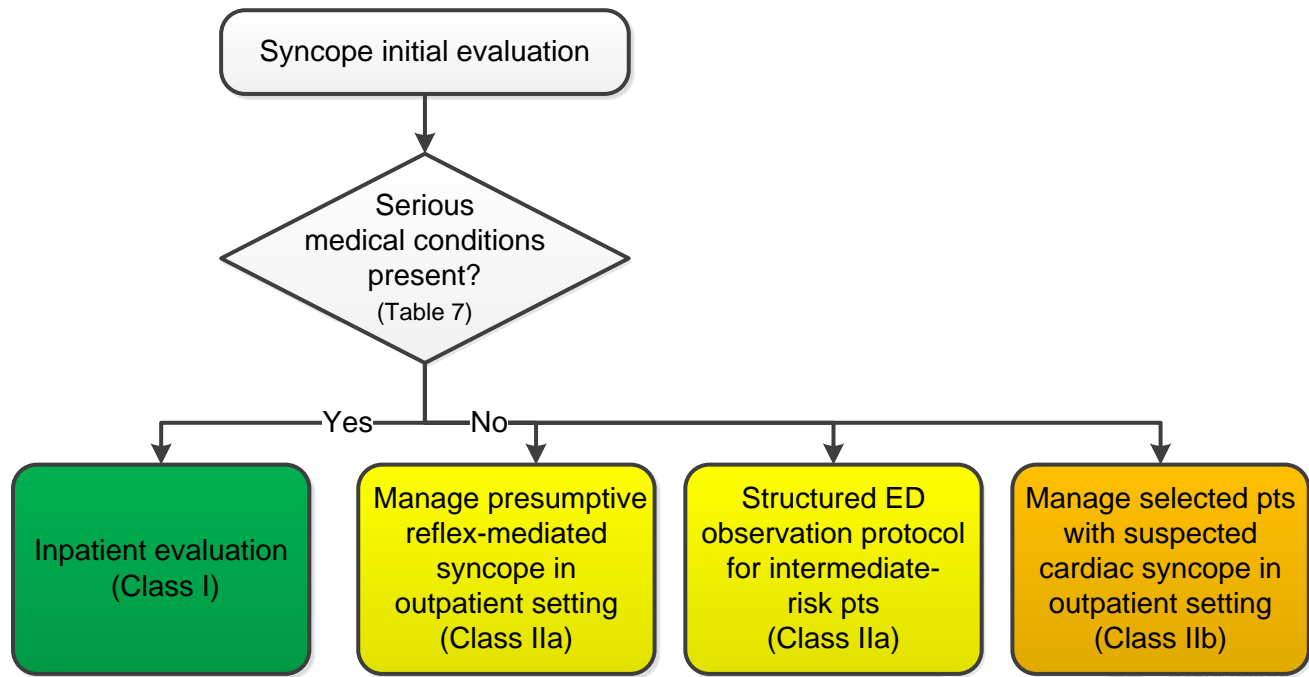 Syncope initial evaluation
Serious
medical conditions
present?
(Table 7)
Yes
No
Inpatient evaluation
(Class I)
Manage presumptive
reflex-mediated
syncope in
outpatient setting
(Class IIa)
Structured ED
observation protocol
for intermediate-
risk pts
(Class IIa)
Manage selected pts
with suspected
cardiac syncope in
outpatient setting
(Class IIb)